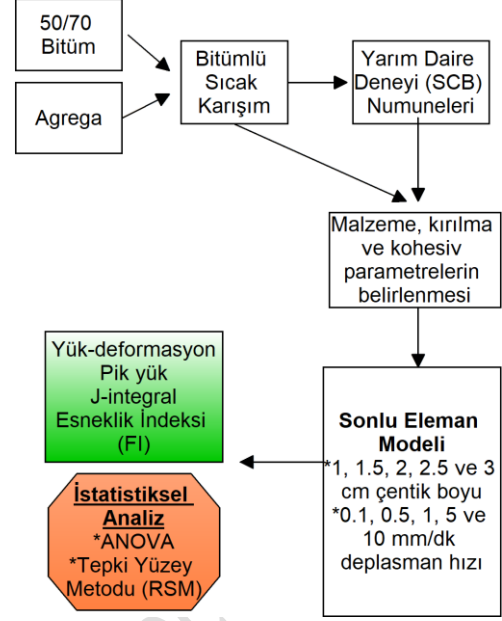 50/70
Bitüm
Agrega
Bitümlü
Sıcak
Karışım
Yarım Daire
Deneyi (SCB)
Numuneleri
Malzeme, kırılma
ve kohesiv
parametrelerin
belirlenmesi
Yük-deformasyon
Pik yük
J-integral
Esneklik İndeksi
(FI)
İstatistiksel
Analiz
*ANOVA
*Tepki Yüzey
Metodu (RSM)
Sonlu Eleman
Modeli
*1, 1.5, 2, 2.5 ve 3
cm çentik boyu
*0.1, 0.5, 1, 5 ve
10 mm/dk
deplasman hızı